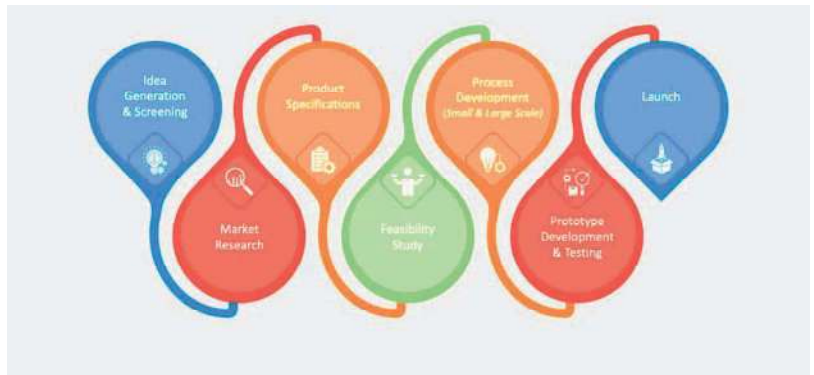 Idea
Generation
& Screening
Market
Research
Product
Specifications
Feasibility
Study
Process
Development
(Small & Large Scale)
Prototype
Development
& Testing
Launch